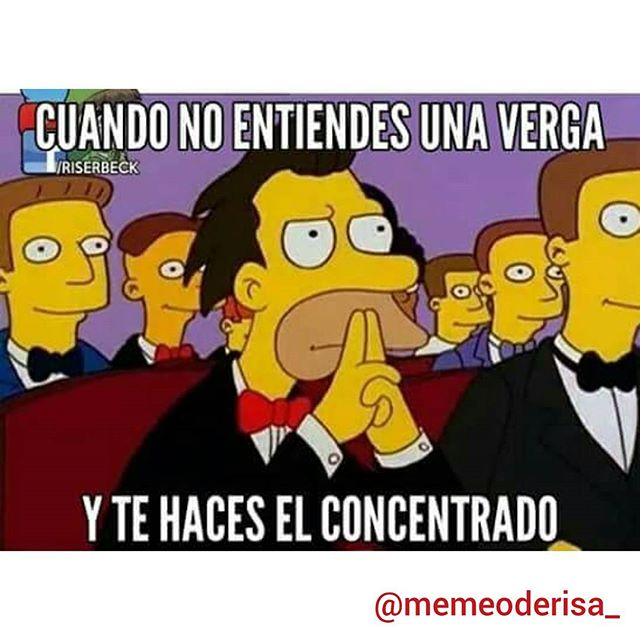 CUANDO NO ENTIENDES UNA VERGA
/RISERBECK
Y TE HACES EL CONCENTRADO
@memeoderisa_